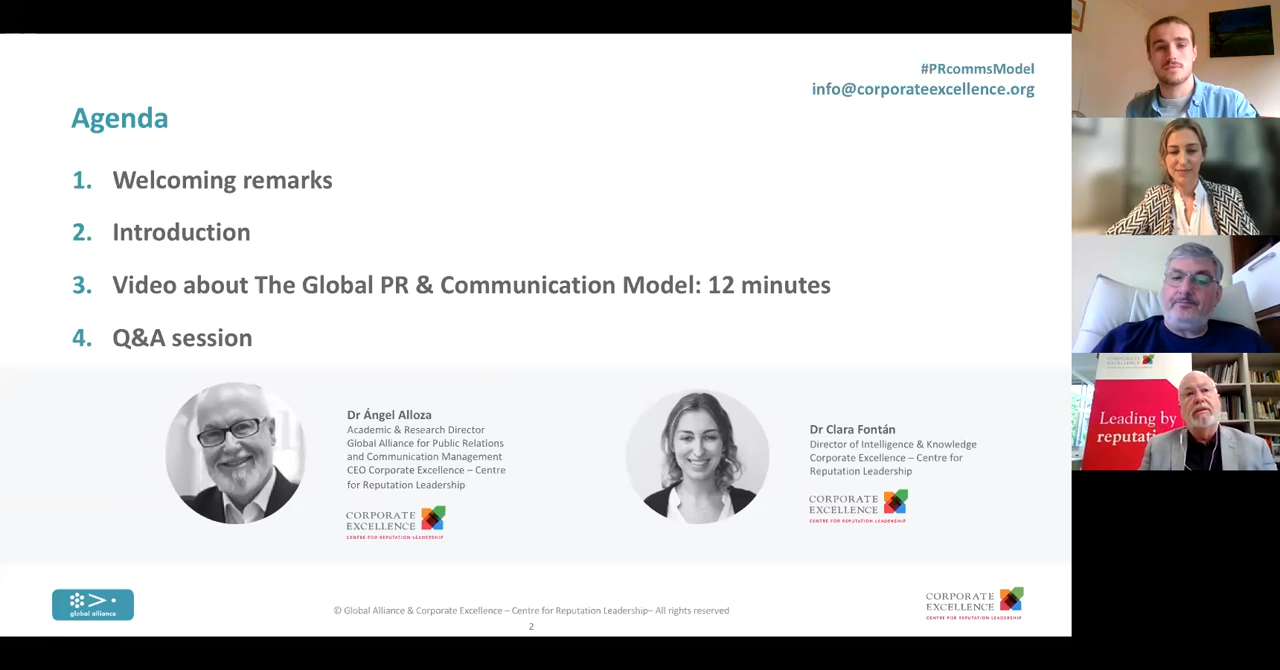 #PRcommsModel
info@corporateexcellence.org
Agenda
1. Welcoming remarks
2. Introduction
3. Video about The Global PR & Communication Model: 12 minutes
4. Q&A session
Dr Ángel Alloza
Academic & Research Director
Global Alliance for Public Relations
and Communication Management
CEO Corporate Excellence – Centre
for Reputation Leadership
CORPORATE
EXCELLENCE
CENTRE FOR REPUTATION LEADERSHIP
Dr Clara Fontán
Director of Intelligence & Knowledge
Corporate Excellence – Centre for
Reputation Leadership
CORPORATE
EXCELLENCE
CENTRE FOR REPUTATION LEADERSHIP
global alliance
© Global Alliance & Corporate Excellence – Centre for Reputation Leadership– All rights reserved
2
CORPORATE
EXCELLENCE
CENTRE FOR REPUTATION LEADERSHIP
CORPORATE
EXCELLENCE
Leading by
reputati